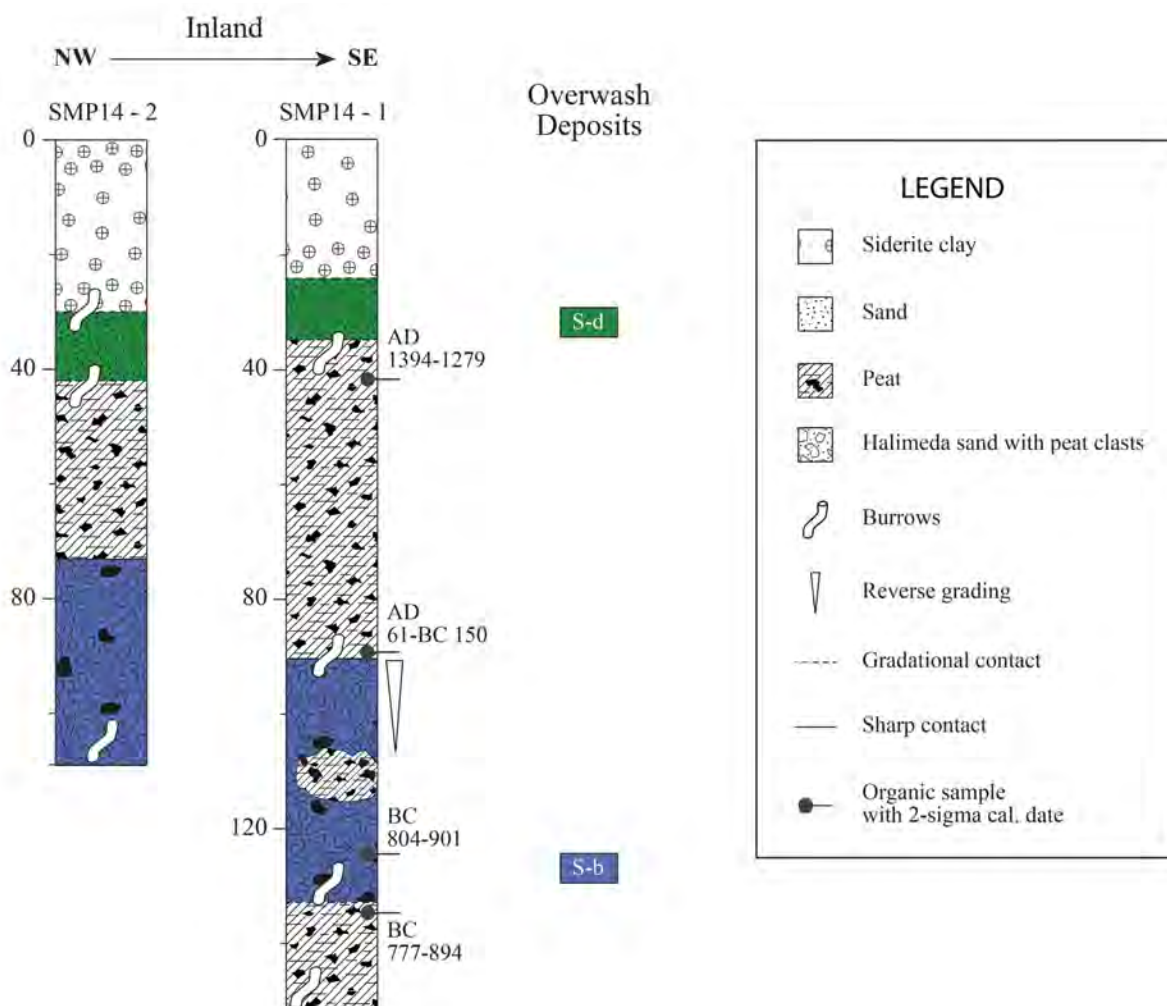 Inland
NW SE
SMP14 - 2
SMP14 - 1
Overwash
Deposits
0
40
80
0
40
80
120
AD
1394-1279
AD
61-BC 150
BC
804-901
BC
777-894
S-d
S-b
LEGEND
Siderite clay
Sand
Peat
Halimeda sand with peat clasts
Burrows
Reverse grading
Gradational contact
Sharp contact
Organic sample
with 2-sigma cal. date